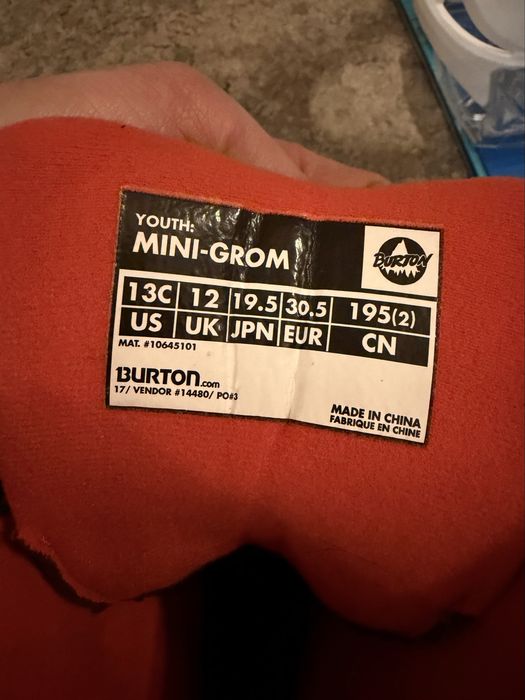 YOUTH:
MINI-GROM
BURTON
13C 12 19.5 30.5 195(2)
US UK JPN EUR CN
MAT. #10645101
BURTON.com
17/ VENDOR #14480/ PO#3
MADE IN CHINA
FABRIQUE EN CHINE